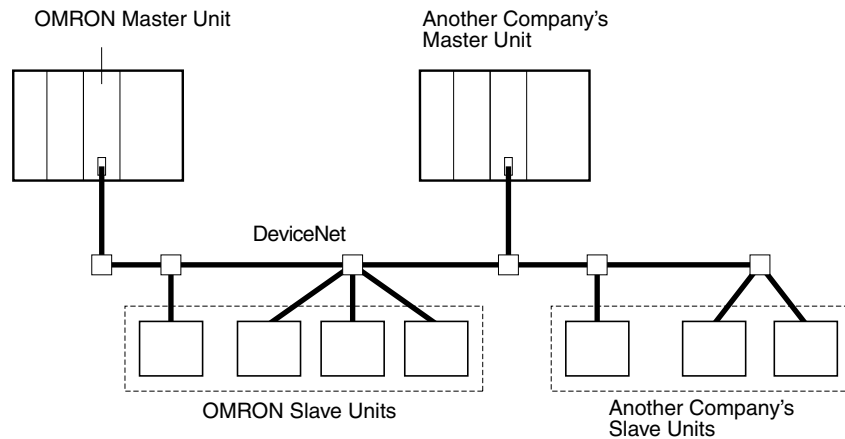 OMRON Master Unit
Another Company's
Master Unit
DeviceNet
OMRON Slave Units
Another Company's
Slave Units